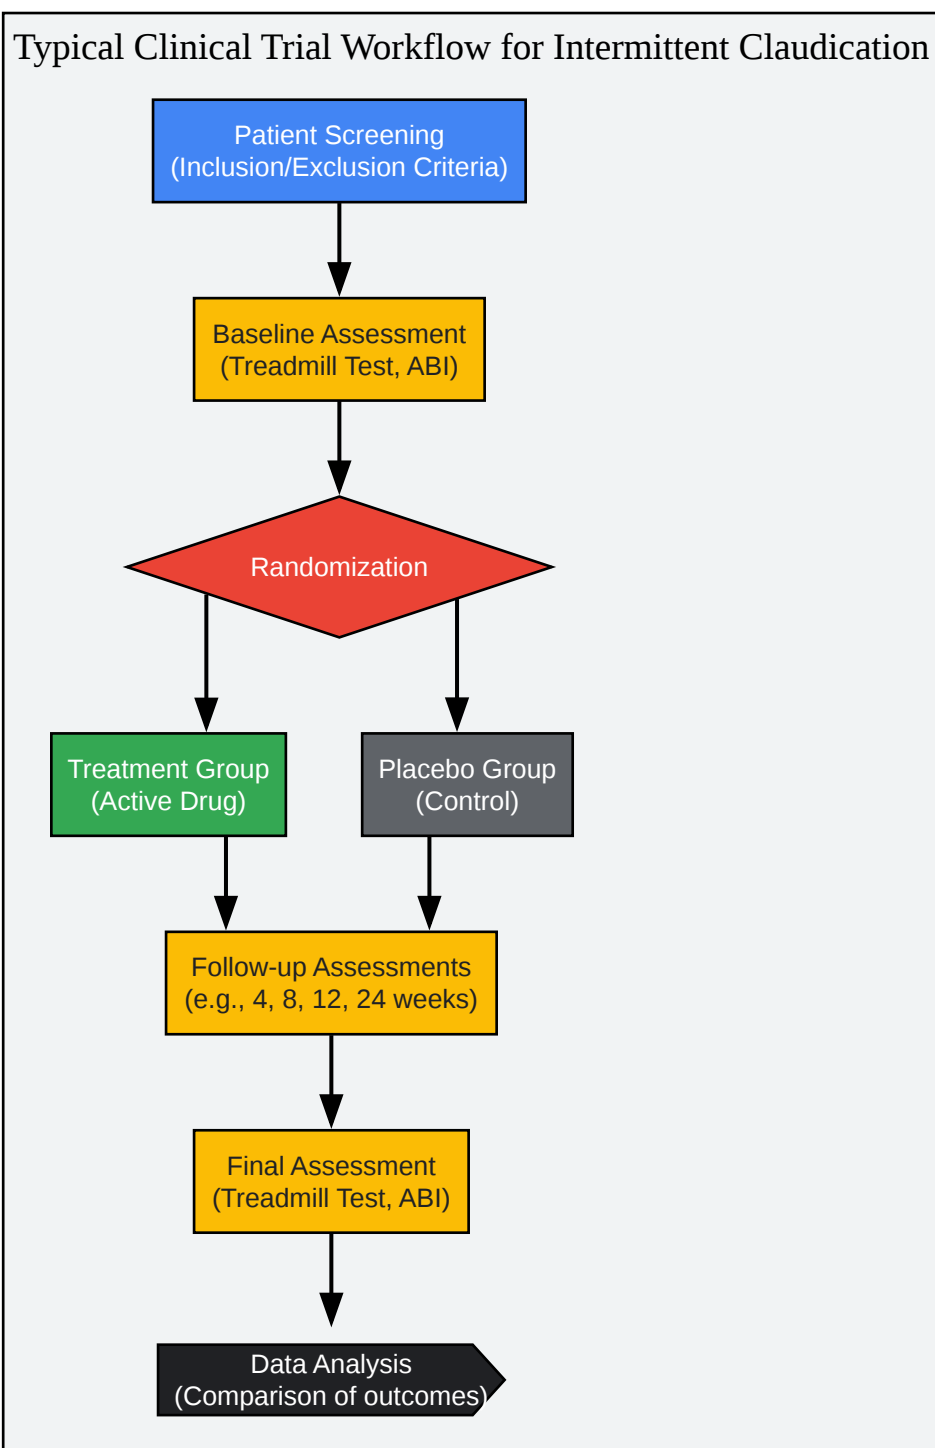 Typical Clinical Trial Workflow for Intermittent Claudication
Patient Screening
(Inclusion/Exclusion Criteria)
Baseline Assessment
(Treadmill Test, ABI)
Randomization
Treatment Group
(Active Drug)
Placebo Group
(Control)
Follow-up Assessments
(e.g., 4, 8, 12, 24 weeks)
Final Assessment
(Treadmill Test, ABI)
Data Analysis
(Comparison of outcomes)